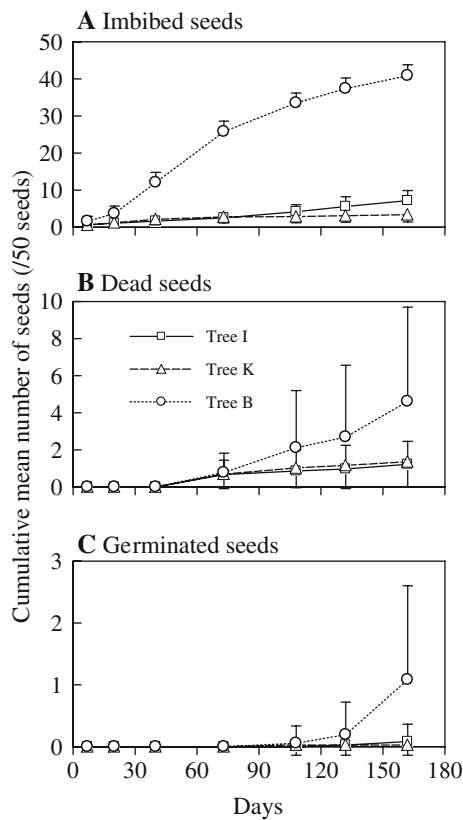 A Imbibed seeds
50
40
30
20
10
0
B Dead seeds
10
8
6
4
2
0
Tree I
Tree K
Tree B
C Germinated seeds
3
2
1
0
0 30 60 90 120 150 180
Days
Cumulative mean number of seeds (/50 seeds)